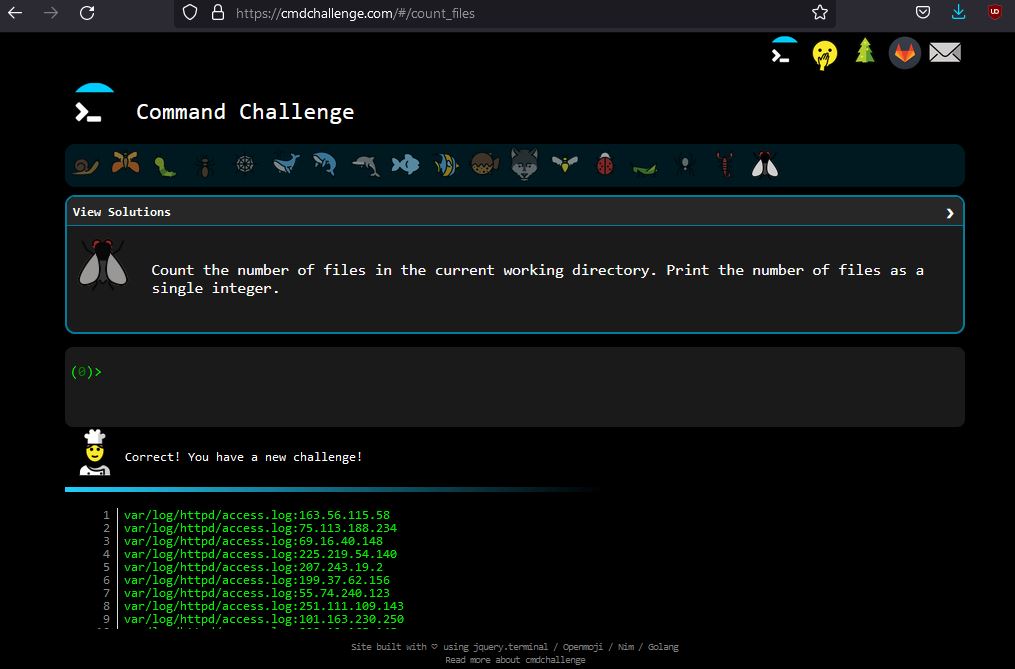 https://cmdchallenge.com/#/count_files
UD
Command Challenge
View Solutions
Count the number of files in the current working directory. Print the number of files as a
single integer.
(0)>
Correct! You have a new challenge!
1 var/log/httpd/access.log:163.56.115.58
2 var/log/httpd/access.log:75.113.188.234
3 var/log/httpd/access.log:69.16.40.148
4 var/log/httpd/access.log:225.219.54.140
5 var/log/httpd/access.log:207.243.19.2
6 var/log/httpd/access.log:199.37.62.156
7 var/log/httpd/access.log:55.74.240.123
8 var/log/httpd/access.log:251.111.109.143
9 var/log/httpd/access.log:101.163.230.250
Site built with ♡ using jquery.terminal / Openmoji / Nim / Golang
Read more about cmdchallenge